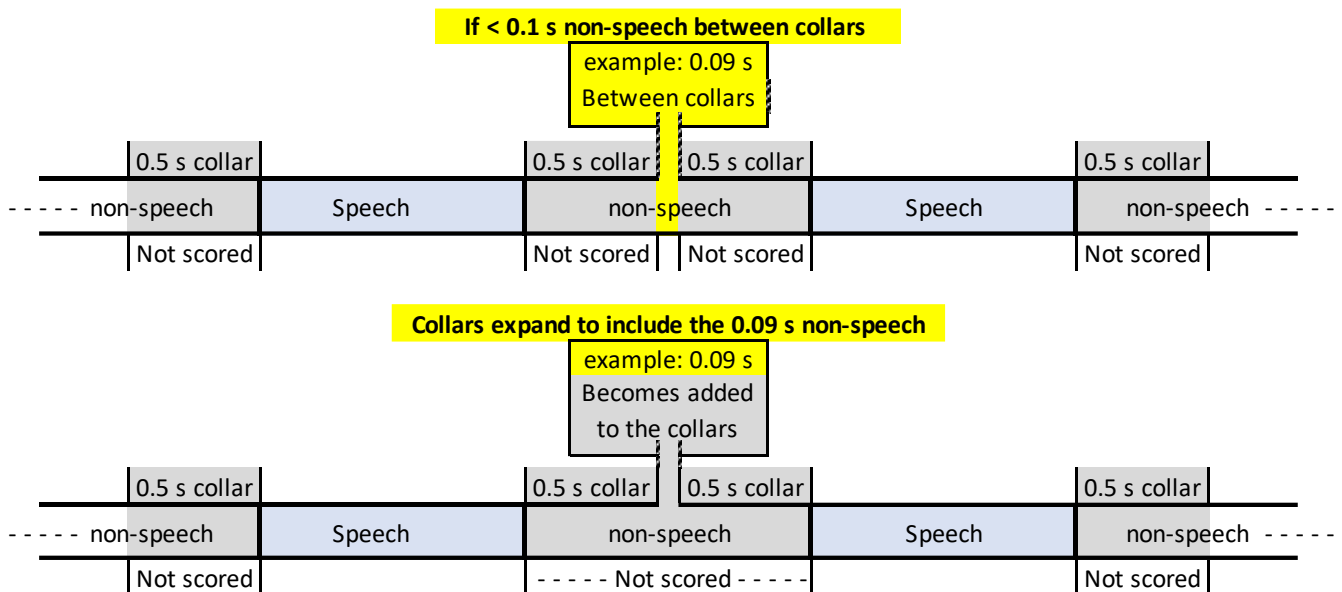 If < 0.1 s non-speech between collars
example: 0.09 s
Between collars
0.5 s collar 0.5 s collar 0.5 s collar 0.5 s collar
- - - - - non-speech Speech non-speech Speech non-speech - - - - -
Not scored Not scored Not scored Not scored
Collars expand to include the 0.09 s non-speech
example: 0.09 s
Becomes added
to the collars
0.5 s collar 0.5 s collar 0.5 s collar 0.5 s collar
- - - - - non-speech Speech non-speech Speech non-speech - - - - -
Not scored - - - - - Not scored - - - - - Not scored